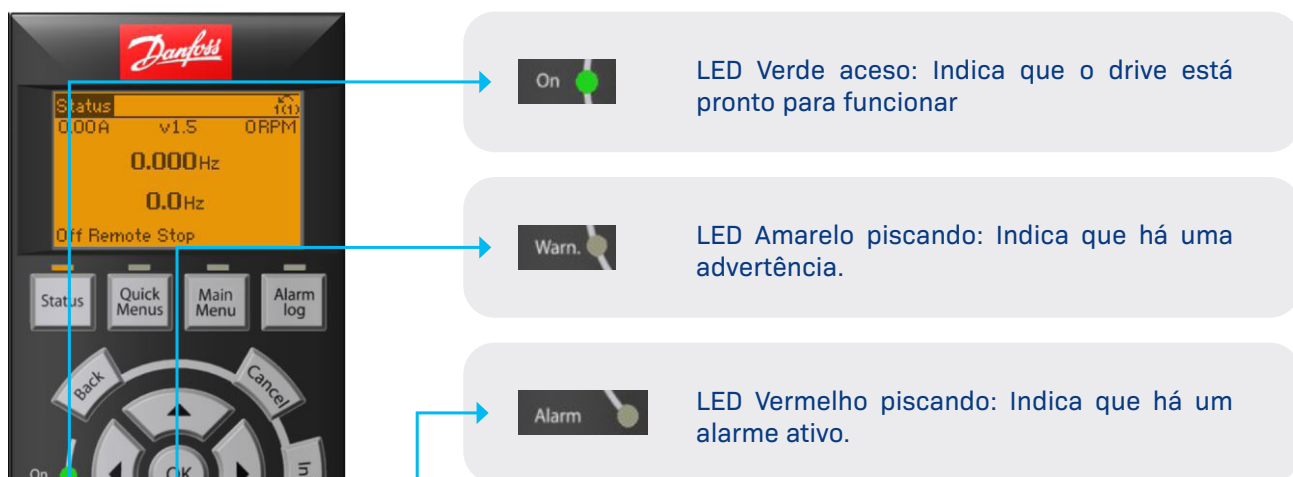 Danfoss
Status 1(1)
0.00A v1.5 0RPM
0.000Hz
0.0Hz
Off Remote Stop
Status
Quick
Menus
Main
Menu
Alarm
log
Back
Cancel
OK
On
On
LED Verde aceso: Indica que o drive está
pronto para funcionar
Warn.
LED Amarelo piscando: Indica que há uma
advertência.
Alarm
LED Vermelho piscando: Indica que há um
alarme ativo.